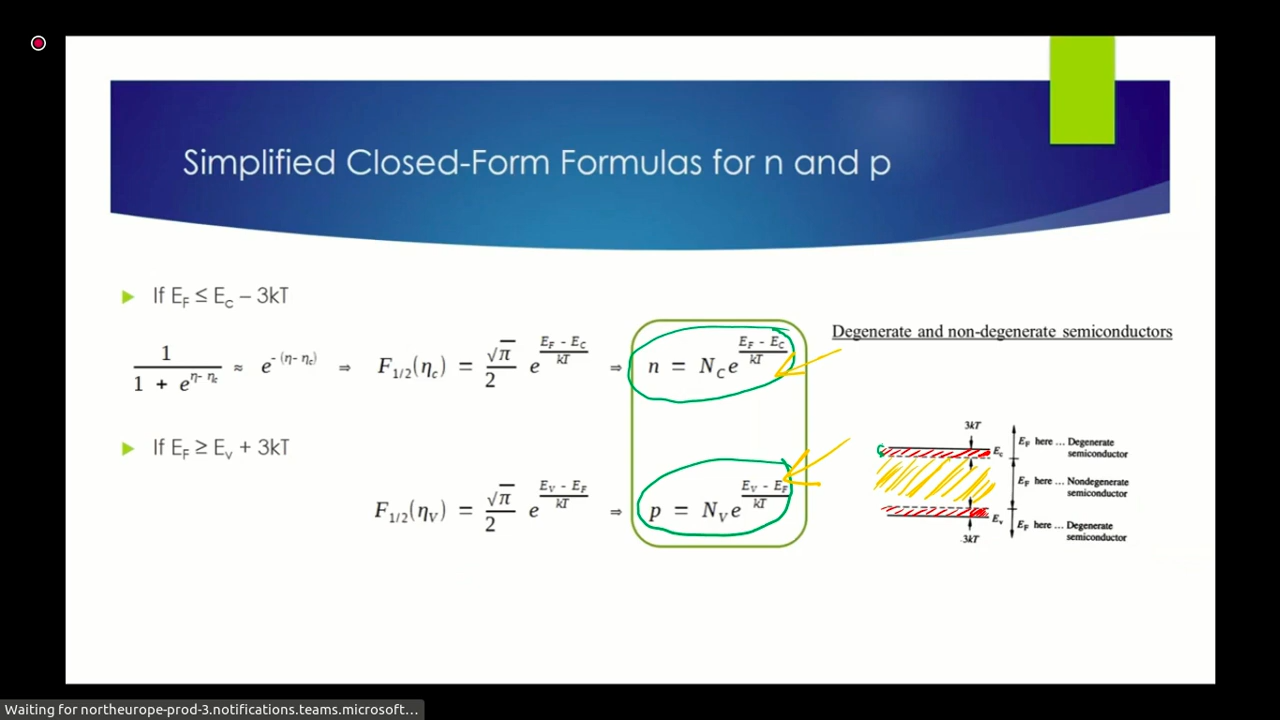 Simplified Closed-Form Formulas for n and p
If E_F ≤ E_c – 3kT
1 / (1 + e^(η- η_c)) ≈ e^(- (η- η_c)) ⇒ F_1/2(η_c) = √π / 2 e^((E_F - E_C) / kT) ⇒ n = N_C e^((E_F - E_C) / kT)
Degenerate and non-degenerate semiconductors
If E_F ≥ E_v + 3kT
F_1/2(η_V) = √π / 2 e^((E_V - E_F) / kT) ⇒ p = N_V e^((E_V - E_F) / kT)
3kT
E_c
E_F here ... Degenerate
semiconductor
E_F here ... Nondegenerate
semiconductor
E_v
E_F here ... Degenerate
semiconductor
3kT
Waiting for northeurope-prod-3.notifications.teams.microsoft...